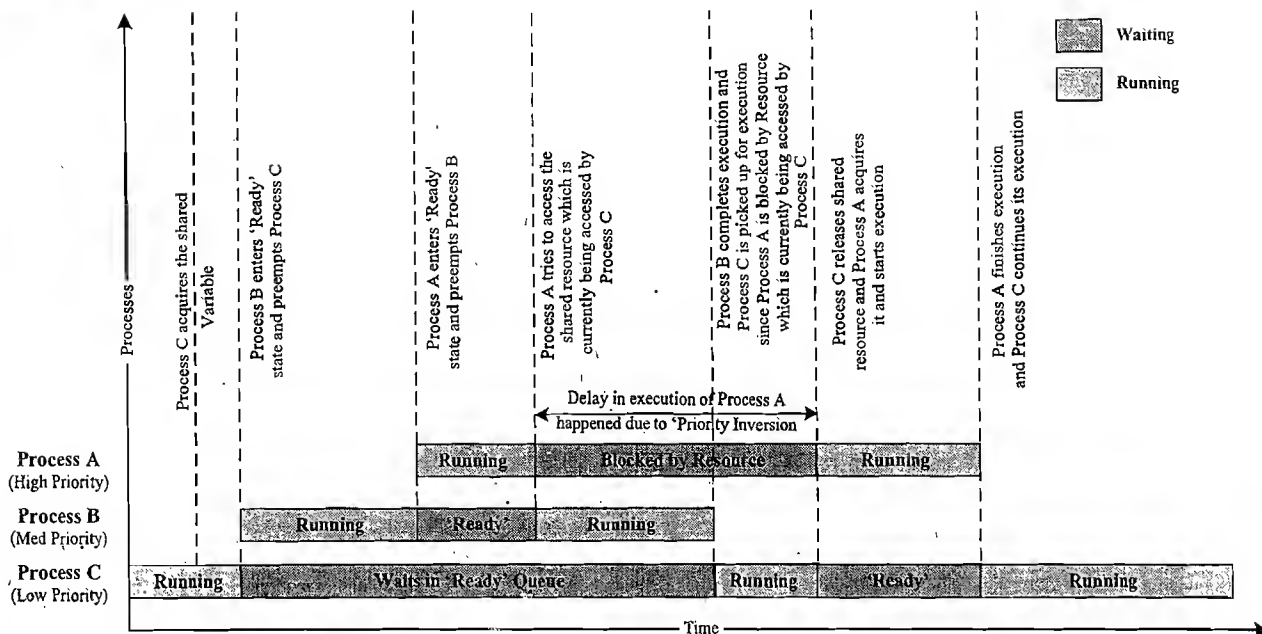 Waiting
Running
Processes
Process C acquires the shared
Variable
Process B enters 'Ready'
state and preempts Process C
Process A enters 'Ready'
state and preempts Process B
Process A tries to access the
shared resource which is
currently being accessed by
Process C
Process B completes execution and
Process C is picked up for execution
since Process A is blocked by Resource
which is currently being accessed by
Process C
Process C releases shared
resource and Process A acquires
it and starts execution
Process A finishes execution
and Process C continues its execution
Delay in execution of Process A
happened due to 'Priority Inversion
Process A
(High Priority)
Running
Blocked by Resource
Running
Process B
(Med Priority)
Running
'Ready'
Running
Process C
(Low Priority)
Running
Waits in 'Ready' Queue
Running
'Ready'
Running
Time